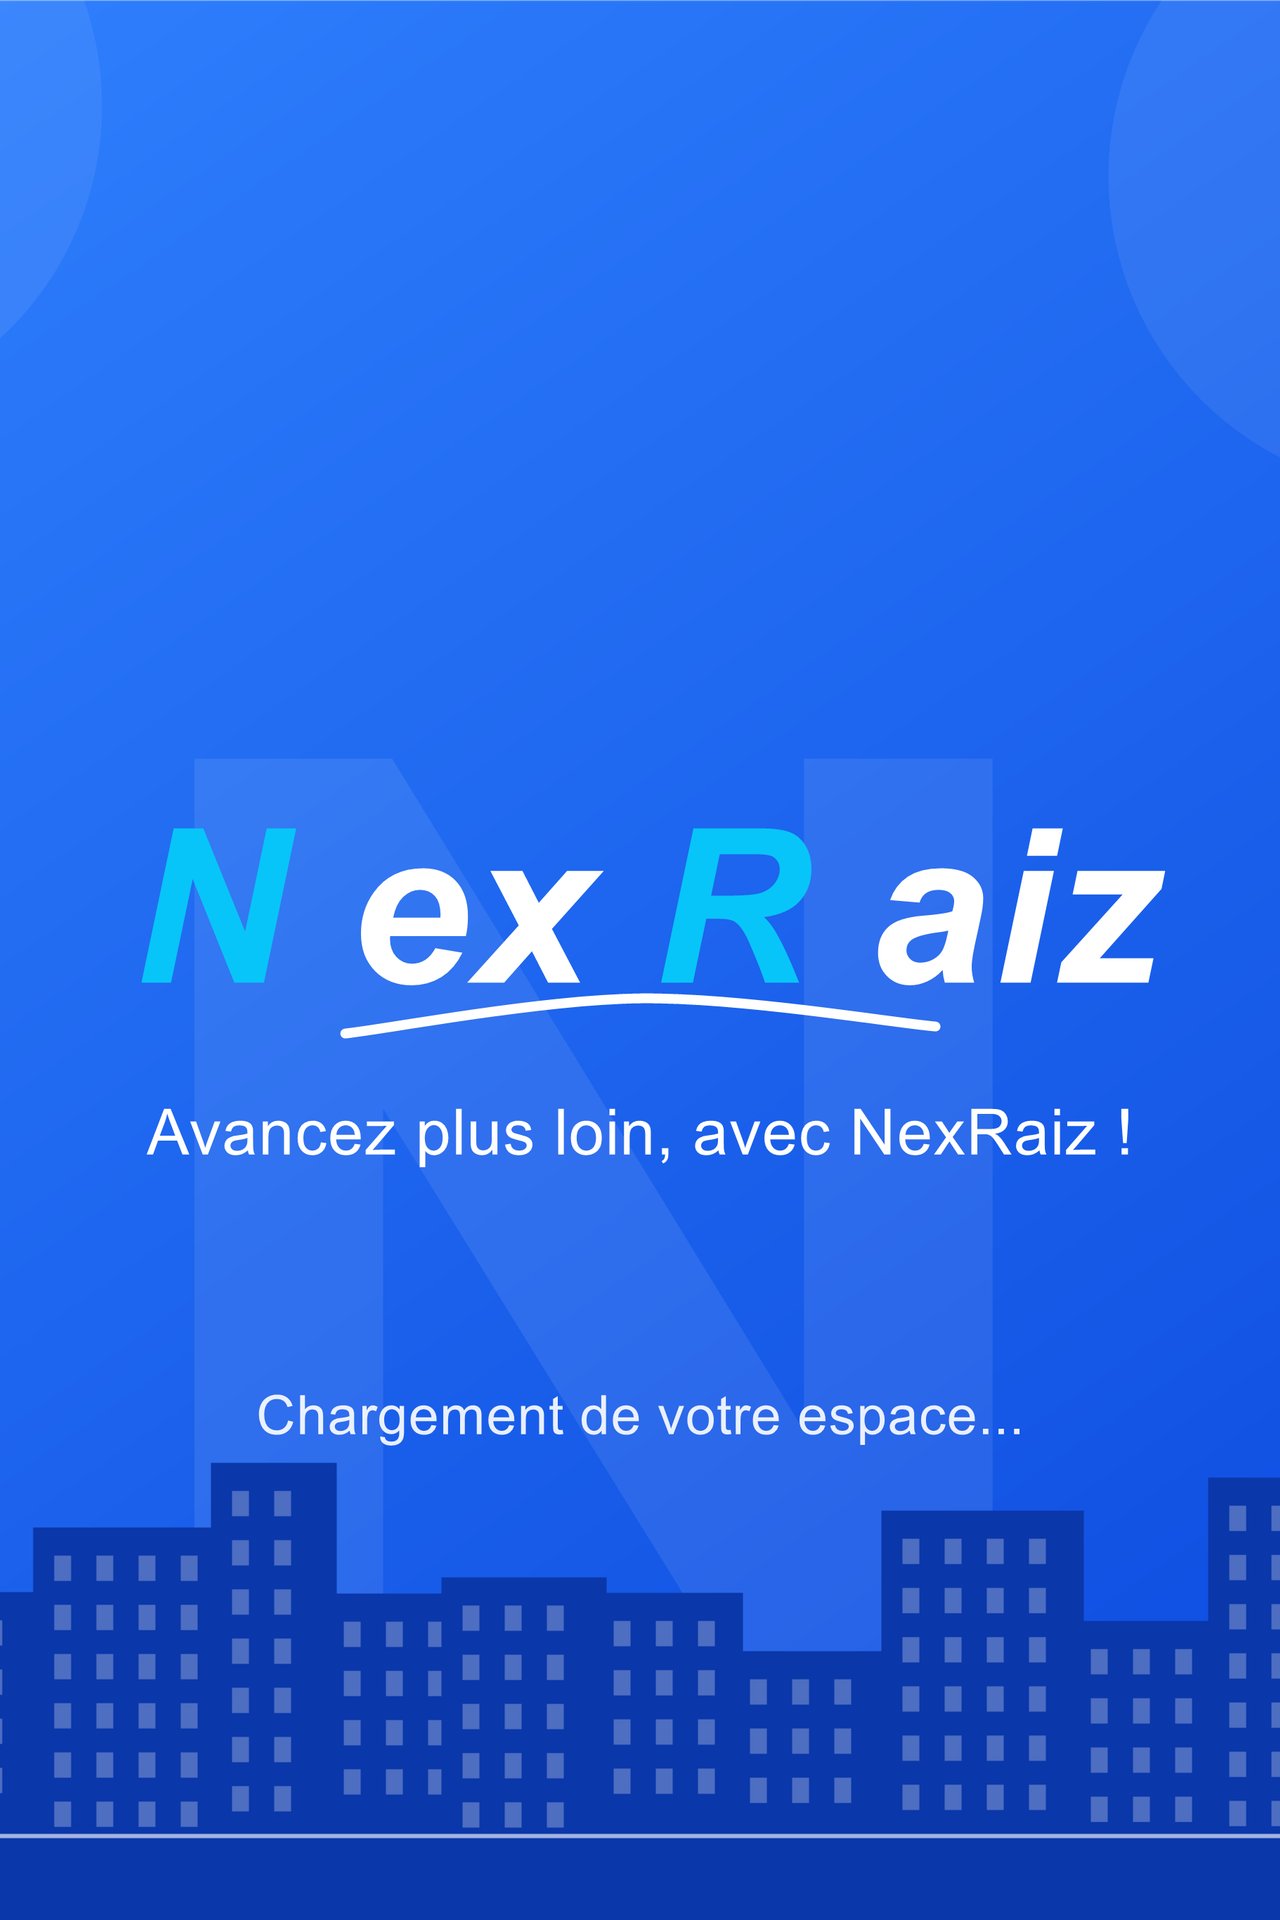 N ex R aiz
Avancez plus loin, avec NexRaiz !
Chargement de votre espace...
N